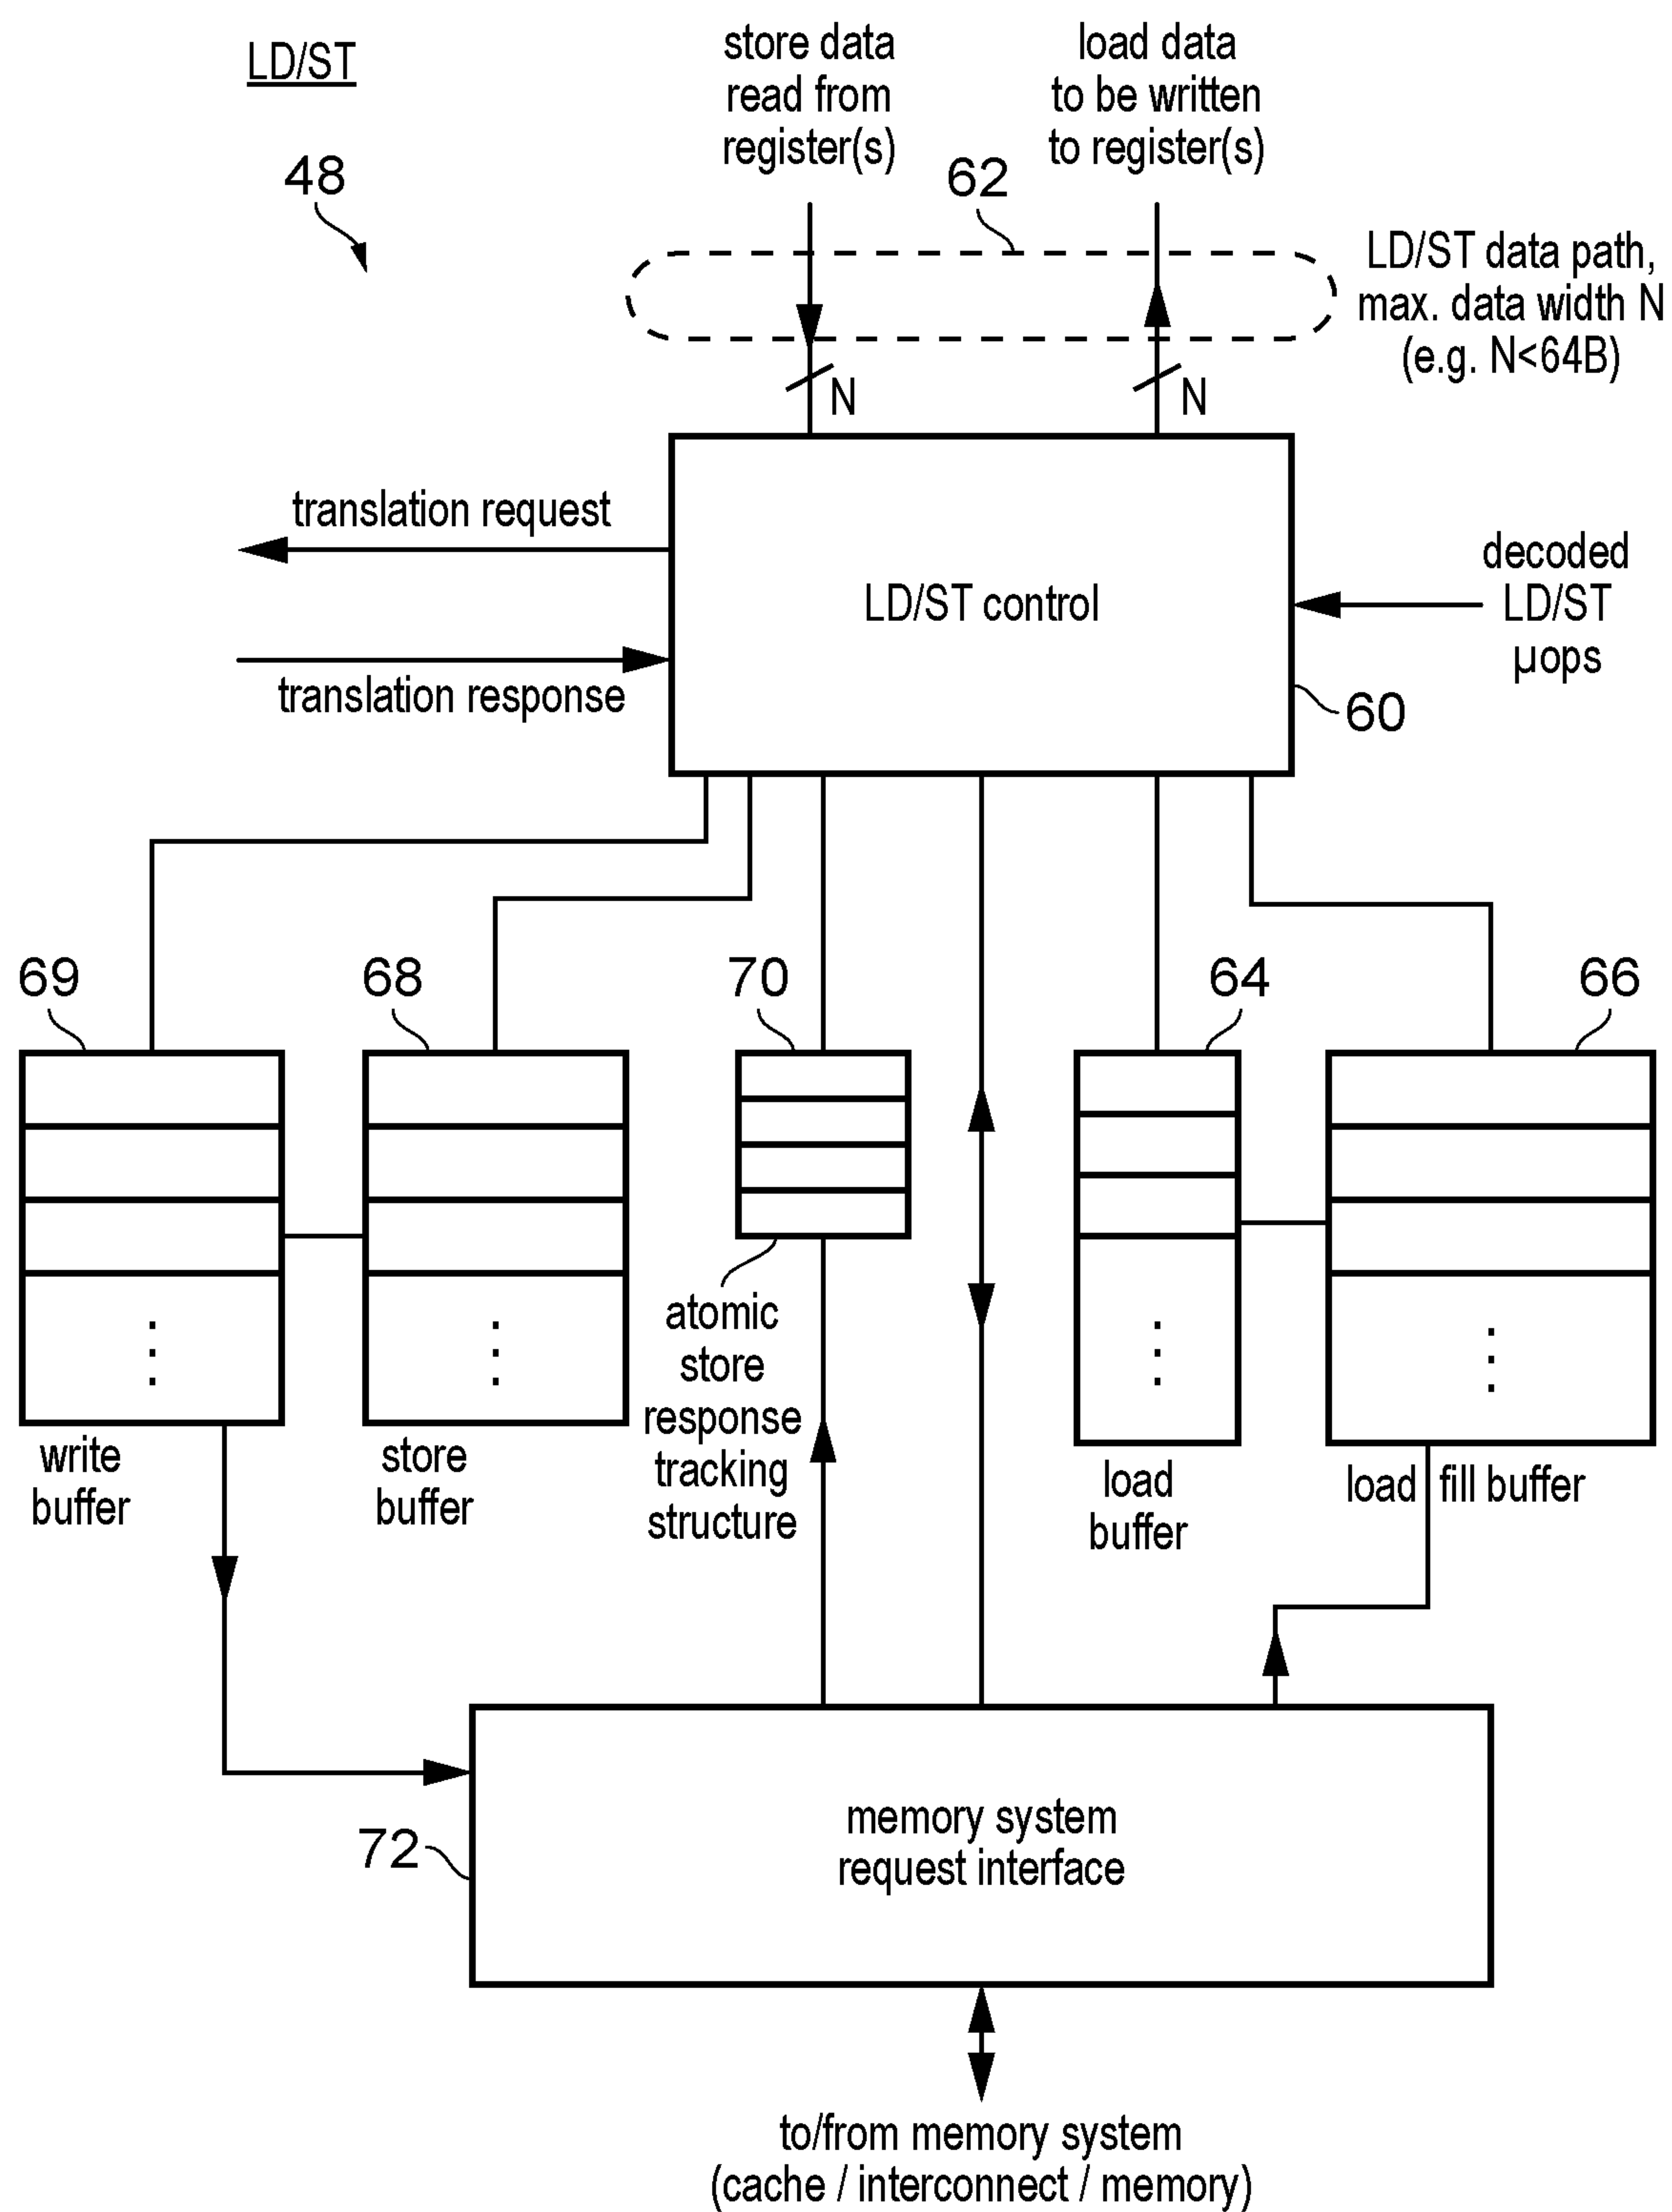 LD/ST
48
store data
read from
register(s)
load data
to be written
to register(s)
62
LD/ST data path,
max. data width N
(e.g. N<64B)
N
N
translation request
translation response
LD/ST control
decoded
LD/ST
µops
60
69
68
70
64
66
write
buffer
store
buffer
atomic
store
response
tracking
structure
load
buffer
load fill buffer
72
memory system
request interface
to/from memory system
(cache / interconnect / memory)